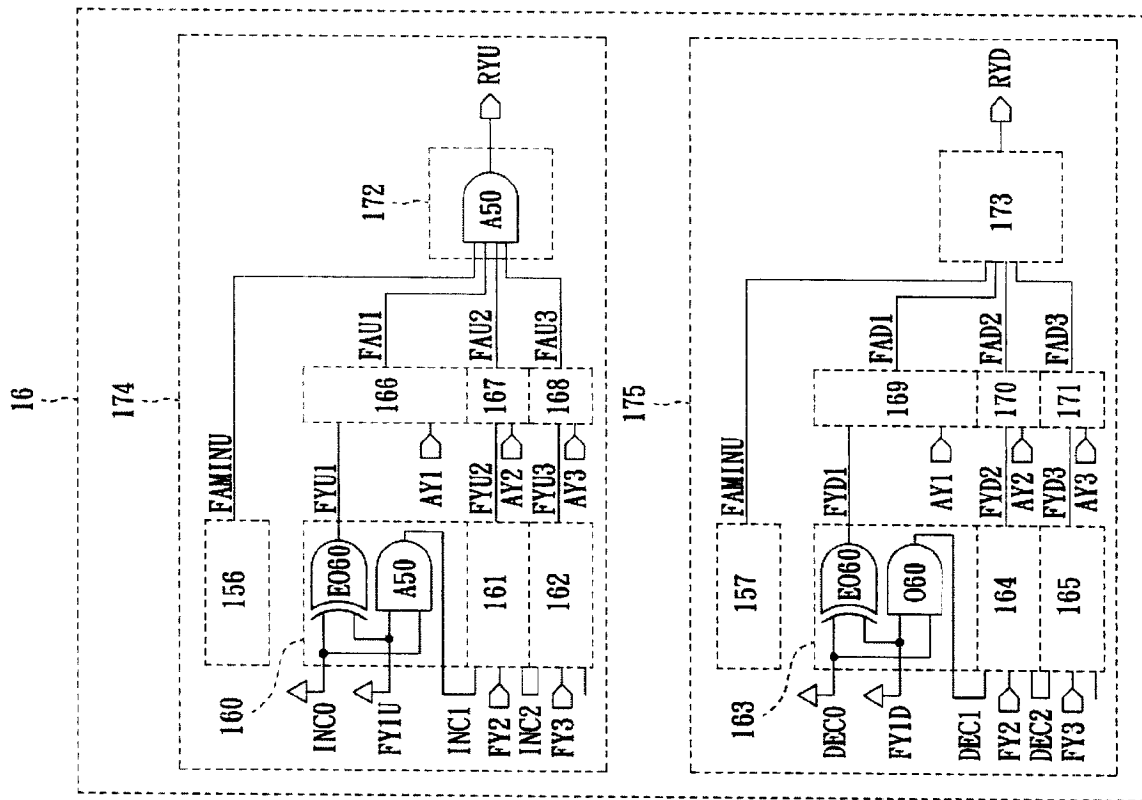 16
174
172
RYU
A50
FAMINU
FAU1
FAU2
FAU3
156
FYU1
166
167
168
AY1
FYU2
AY2
FYU3
AY3
160
EO60
A50
161
162
INC0
FY1U
INC1
FY2
INC2
FY3
175
RYD
173
FAMINU
FAD1
FAD2
FAD3
157
FYD1
169
170
171
AY1
FYD2
AY2
FYD3
AY3
163
EO60
O60
164
165
DEC0
FY1D
DEC1
FY2
DEC2
FY3